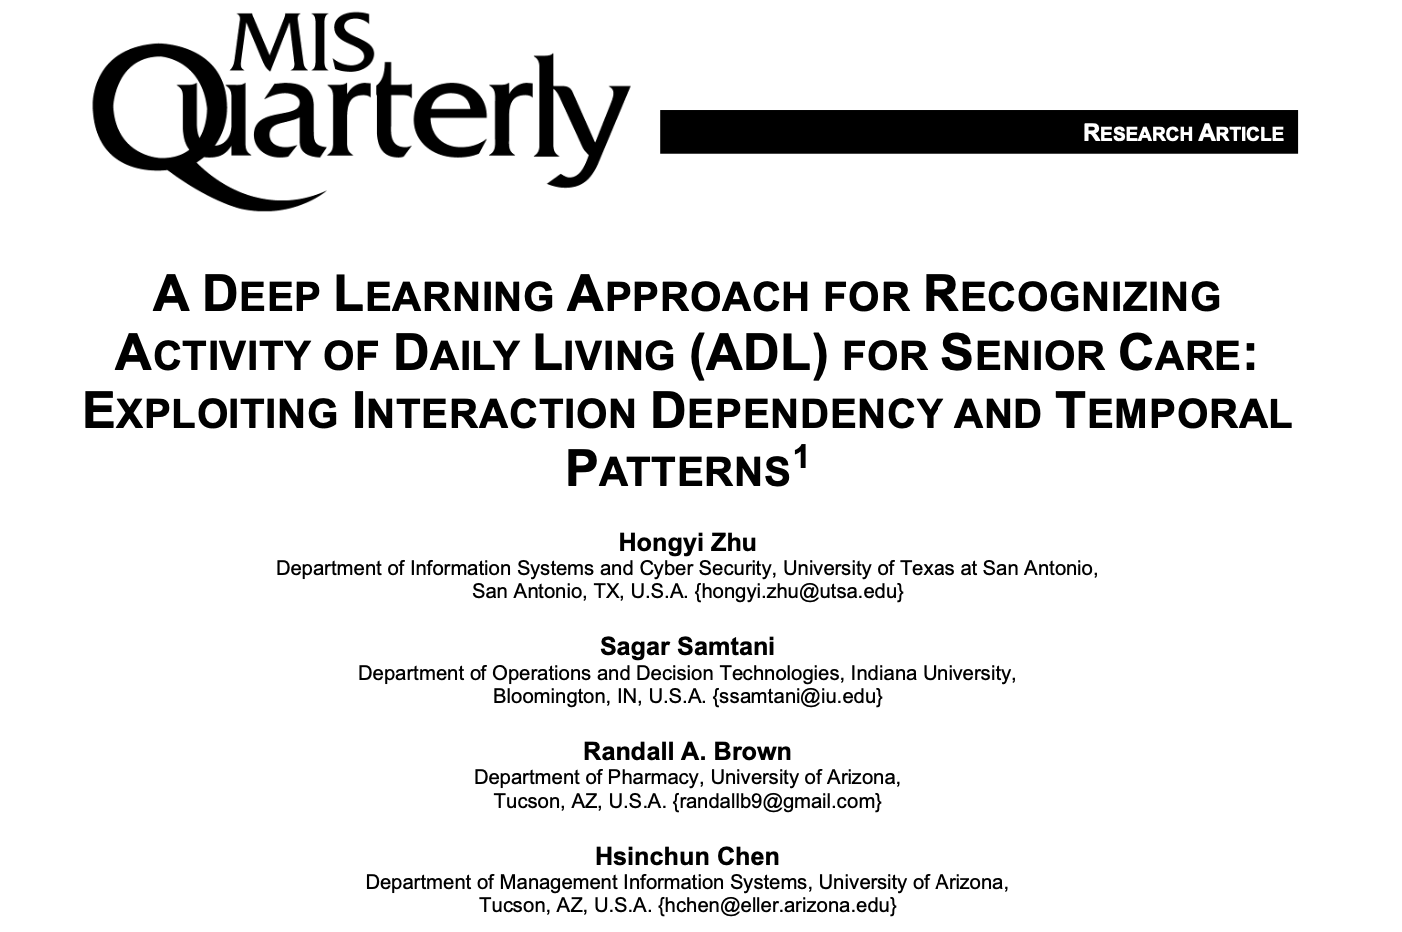 MIS
Quarterly
RESEARCH ARTICLE
A DEEP LEARNING APPROACH FOR RECOGNIZING
ACTIVITY OF DAILY LIVING (ADL) FOR SENIOR CARE:
EXPLOITING INTERACTION DEPENDENCY AND TEMPORAL
PATTERNS¹
Hongyi Zhu
Department of Information Systems and Cyber Security, University of Texas at San Antonio,
San Antonio, TX, U.S.A. {hongyi.zhu@utsa.edu}
Sagar Samtani
Department of Operations and Decision Technologies, Indiana University,
Bloomington, IN, U.S.A. {ssamtani@iu.edu}
Randall A. Brown
Department of Pharmacy, University of Arizona,
Tucson, AZ, U.S.A. {randallb9@gmail.com}
Hsinchun Chen
Department of Management Information Systems, University of Arizona,
Tucson, AZ, U.S.A. {hchen@eller.arizona.edu}